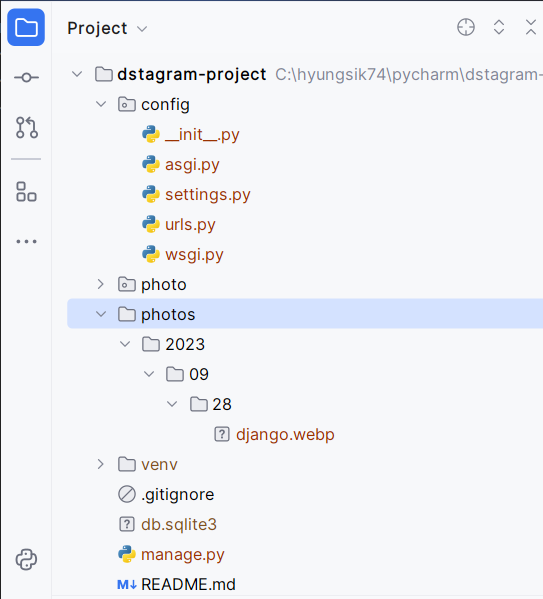 Project
dstagram-project C:\hyungsik74\pycharm\dstagram-
config
__init__.py
asgi.py
settings.py
urls.py
wsgi.py
photo
photos
2023
09
28
django.webp
venv
.gitignore
db.sqlite3
manage.py
M↓ README.md